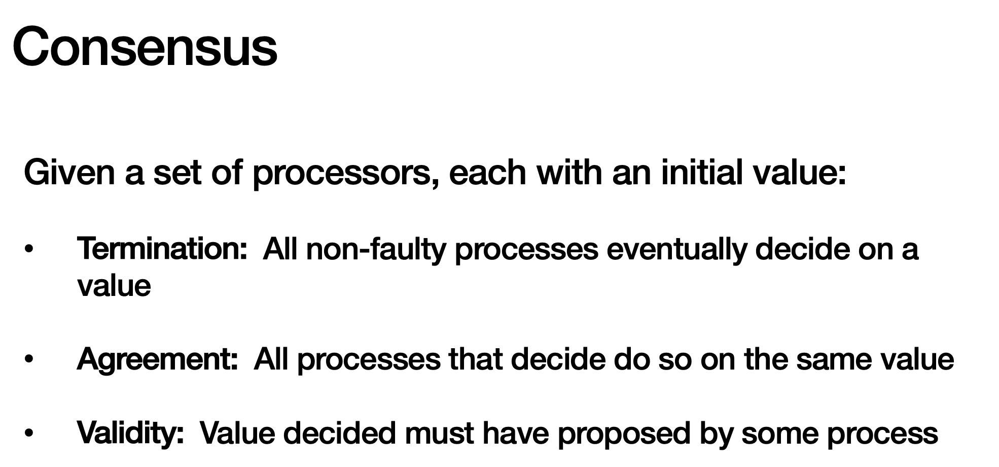 Consensus
Given a set of processors, each with an initial value:
• Termination: All non-faulty processes eventually decide on a
value
• Agreement: All processes that decide do so on the same value
• Validity: Value decided must have proposed by some process